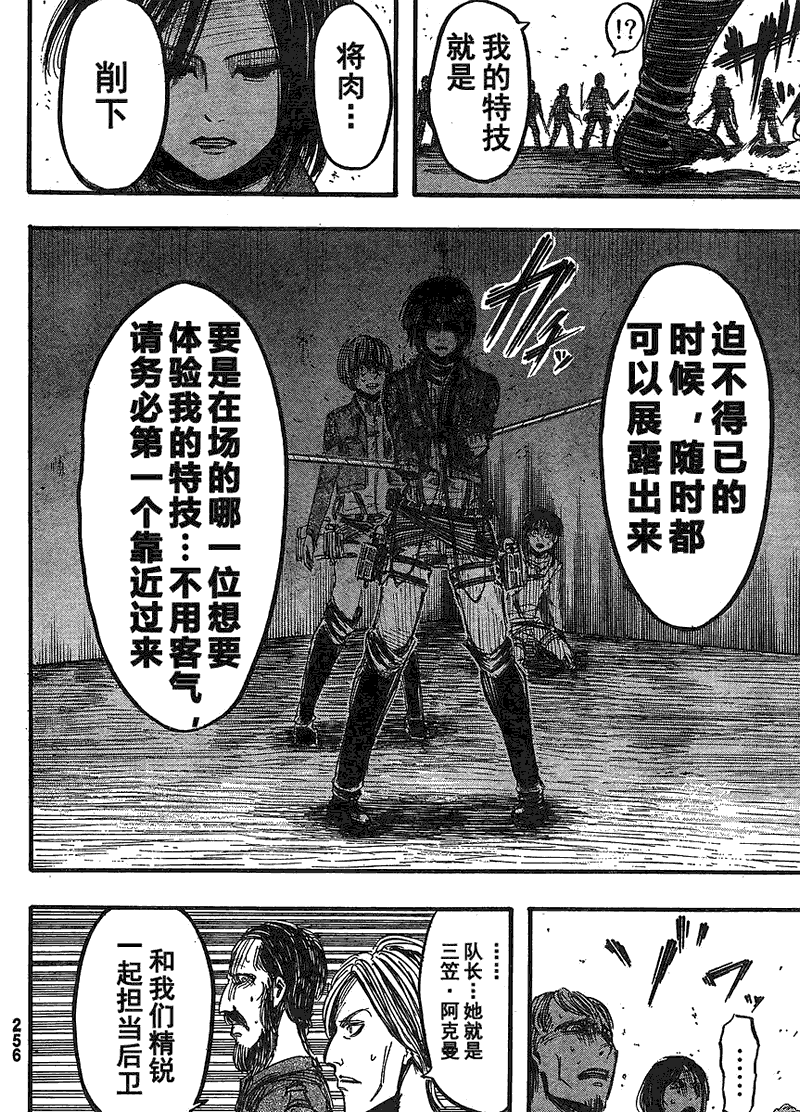 !?
我的特技
就是
将肉…
削下
ガチッ
迫不得已的
时候，随时都
可以展露出来
要是在场的哪一位想要
体验我的特技…不用客气，
请务必第一个靠近过来
………
……
队长…她就是
三笠·阿克曼
和我们精锐
一起担当后卫
256